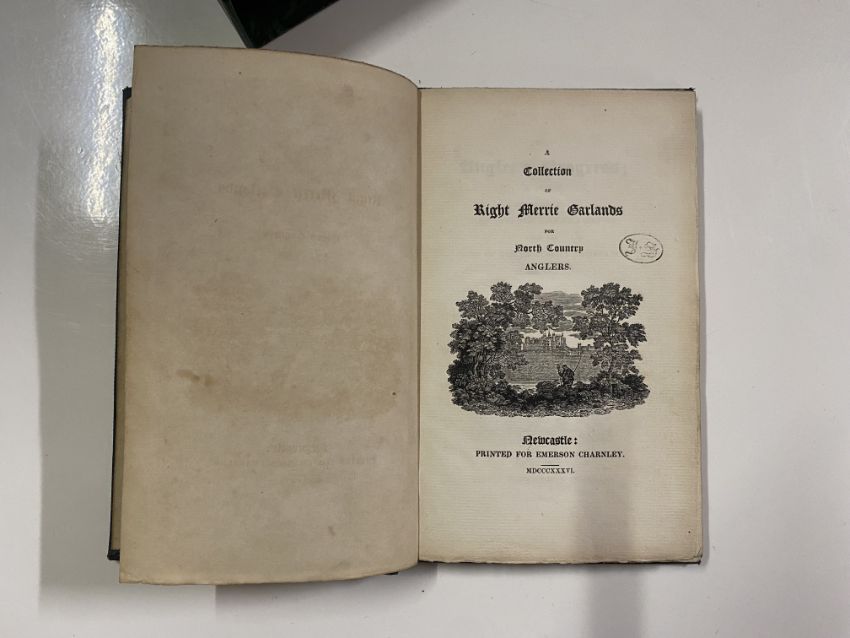 A
Collection
OF
Right Merrie Garlands
FOR
North Country
ANGLERS.
Newcastle:
PRINTED FOR EMERSON CHARNLEY.
MDCCCXXXVI.